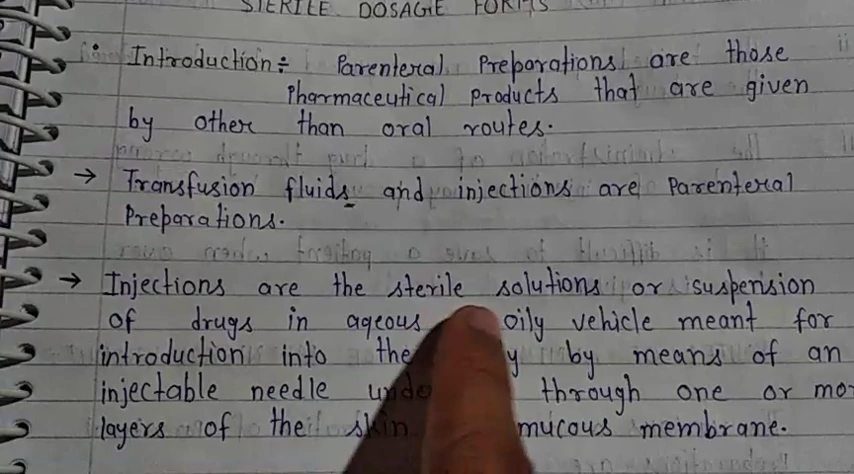 STERILE DOSAGE FORMS
Introduction ÷ Parenteral Preparations are those
Pharmaceutical Products that are given
by other than oral routes.
→ Transfusion fluids and injections are Parenteral
Preparations.
→ Injections are the sterile solutions or suspension
of drugs in aqeous oily vehicle meant for
introduction into the by means of an
injectable needle through one or
layers of the skin mucous membrane.